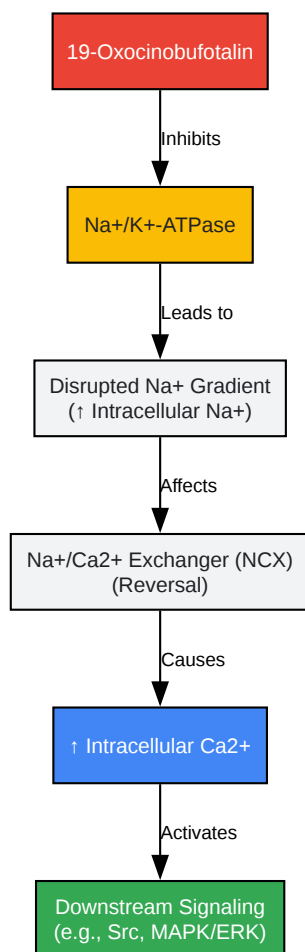 19-Oxocinobufotalin
Inhibits
Na+/K+-ATPase
Leads to
Disrupted Na+ Gradient
(↑ Intracellular Na+)
Affects
Na+/Ca2+ Exchanger (NCX)
(Reversal)
Causes
↑ Intracellular Ca2+
Activates
Downstream Signaling
(e.g., Src, MAPK/ERK)